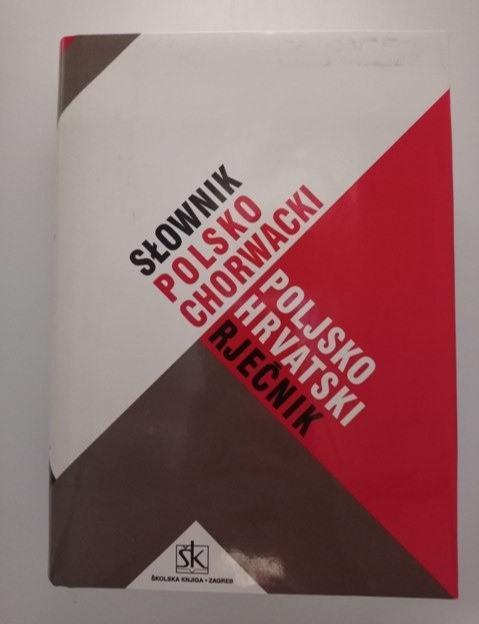 SŁOWNIK
POLSKO
CHORWACKI
POLJSKO
HRVATSKI
RJEČNIK
šk
ŠKOLSKA KNJIGA • ZAGREB